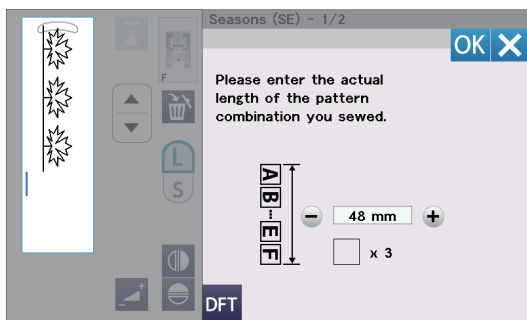 Seasons (SE) - 1/2
OK
F
Please enter the actual
length of the pattern
combination you sewed.
L
S
A
B
E
F
48 mm
x 3
DFT